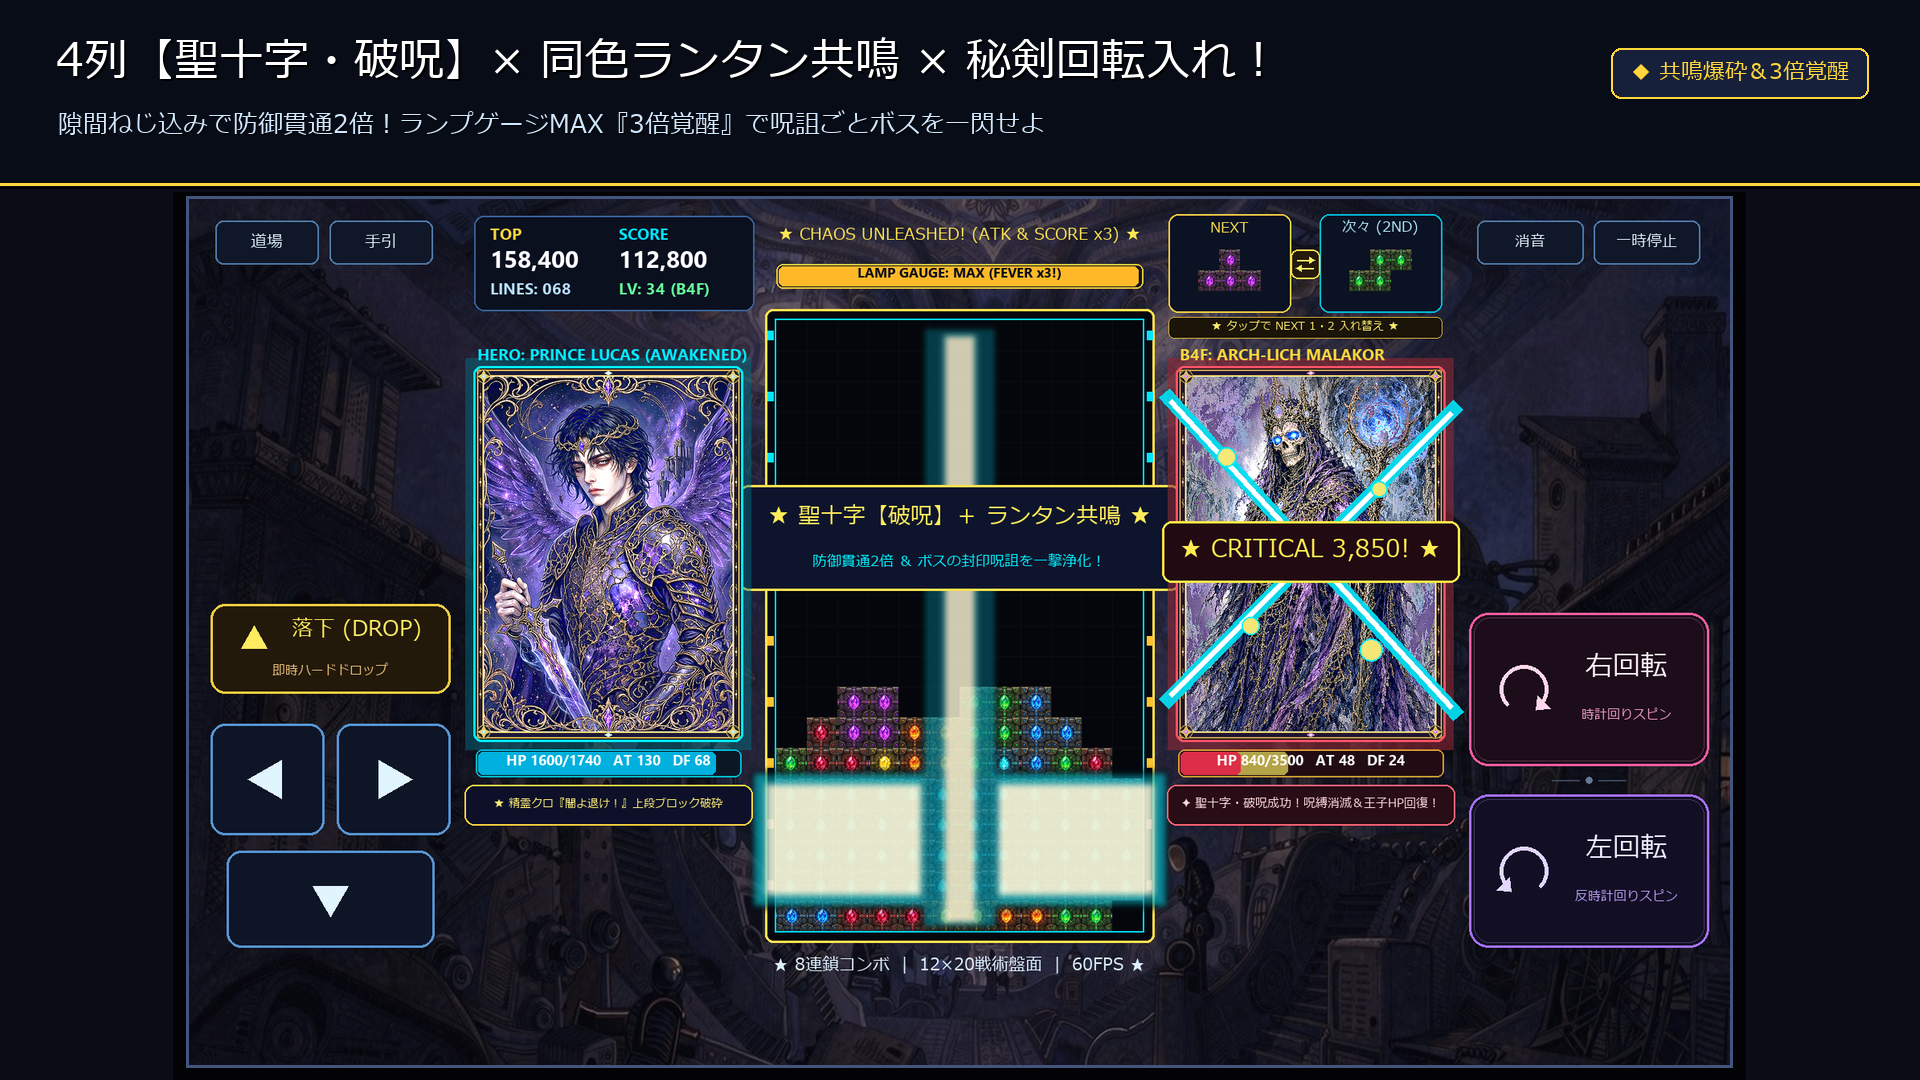 4列【聖十字・破呪】× 同色ランタン共鳴 × 秘剣回転入れ！
◆ 共鳴爆砕＆3倍覚醒
隙間ねじ込みで防御貫通2倍！ランプゲージMAX『3倍覚醒』で呪詛ごとボスを一閃せよ
道場
手引
TOP
158,400
LINES: 068
SCORE
112,800
LV: 34 (B4F)
★ CHAOS UNLEASHED! (ATK & SCORE x3) ★
LAMP GAUGE: MAX (FEVER x3!)
NEXT
次々 (2ND)
★ タップで NEXT 1・2 入れ替え ★
消音
一時停止
HERO: PRINCE LUCAS (AWAKENED)
B4F: ARCH-LICH MALAKOR
★ 聖十字【破呪】 + ランタン共鳴 ★
防御貫通2倍 ＆ ボスの封印呪詛を一撃浄化！
★ CRITICAL 3,850! ★
落下 (DROP)
即時ハードドロップ
右回転
時計回りスピン
HP 1600/1740 AT 130 DF 68
HP 840/3500 AT 48 DF 24
★ 精霊クロ『闇よ退け！』上段ブロック破砕
✦ 聖十字・破呪成功！呪縛消滅＆王子HP回復！
左回転
反時計回りスピン
★ 8連鎖コンボ | 12×20戦術盤面 | 60FPS ★